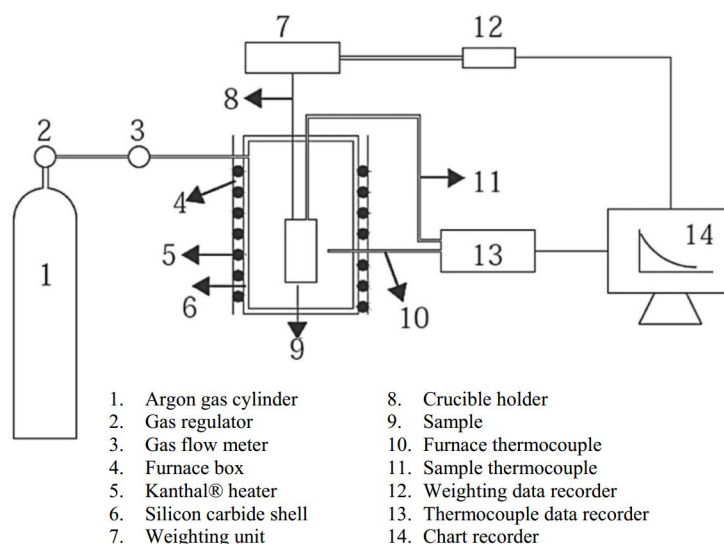 7
12
8
2
3
4
11
1
5
13
14
6
10
9
1. Argon gas cylinder
2. Gas regulator
3. Gas flow meter
4. Furnace box
5. Kanthal® heater
6. Silicon carbide shell
7. Weighting unit
8. Crucible holder
9. Sample
10. Furnace thermocouple
11. Sample thermocouple
12. Weighting data recorder
13. Thermocouple data recorder
14. Chart recorder